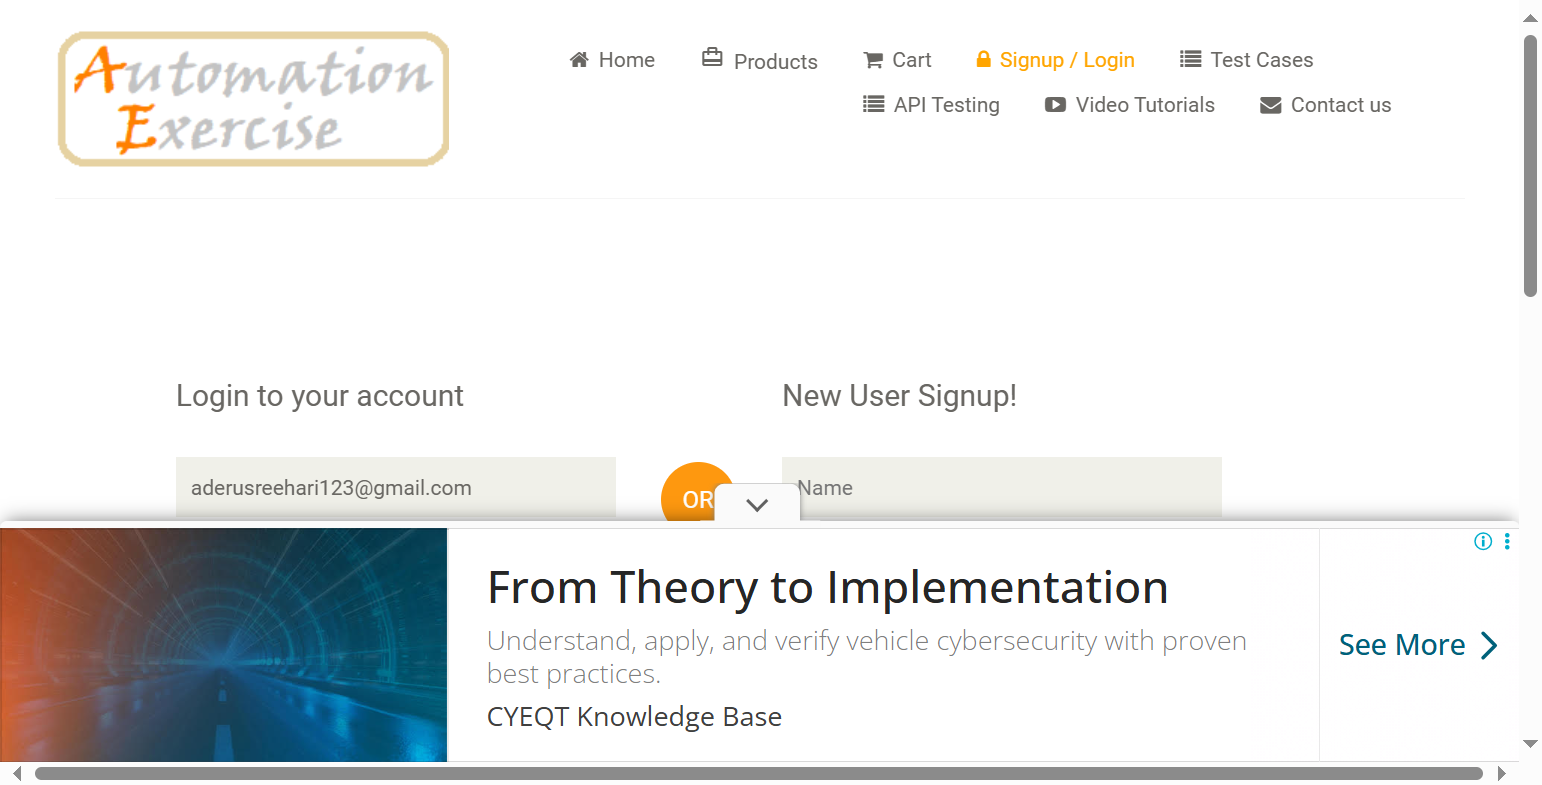 Automation
Exercise
Home
Products
Cart
Signup / Login
Test Cases
API Testing
Video Tutorials
Contact us
Login to your account
New User Signup!
aderusreehari123@gmail.com
OR
Name
From Theory to Implementation
Understand, apply, and verify vehicle cybersecurity with proven
best practices.
CYEQT Knowledge Base
See More